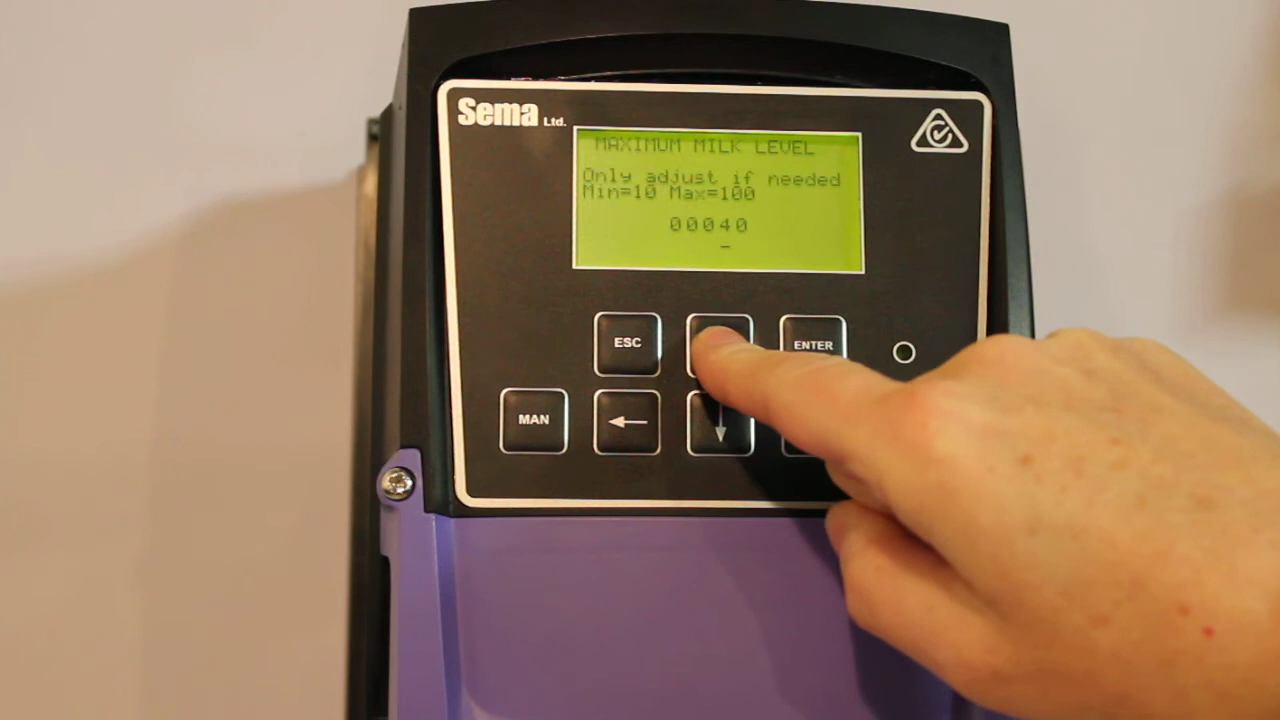 Sema Ltd.
MAXIMUM MILK LEVEL
Only adjust if needed
Min=10 Max=100
00040
ESC
ENTER
MAN